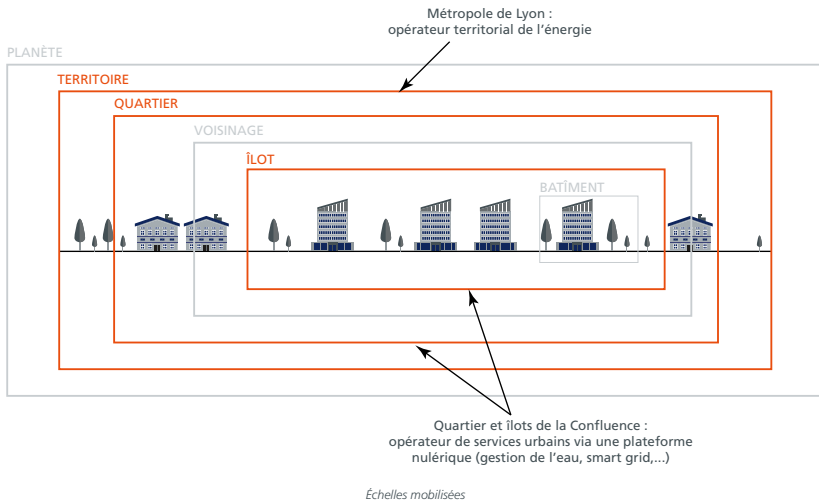 Métropole de Lyon :
opérateur territorial de l’énergie
PLANÈTE
TERRITOIRE
QUARTIER
VOISINAGE
ÎLOT
BATÎMENT
Quartier et îlots de la Confluence :
opérateur de services urbains via une plateforme
nulérique (gestion de l’eau, smart grid,...)
Échelles mobilisées